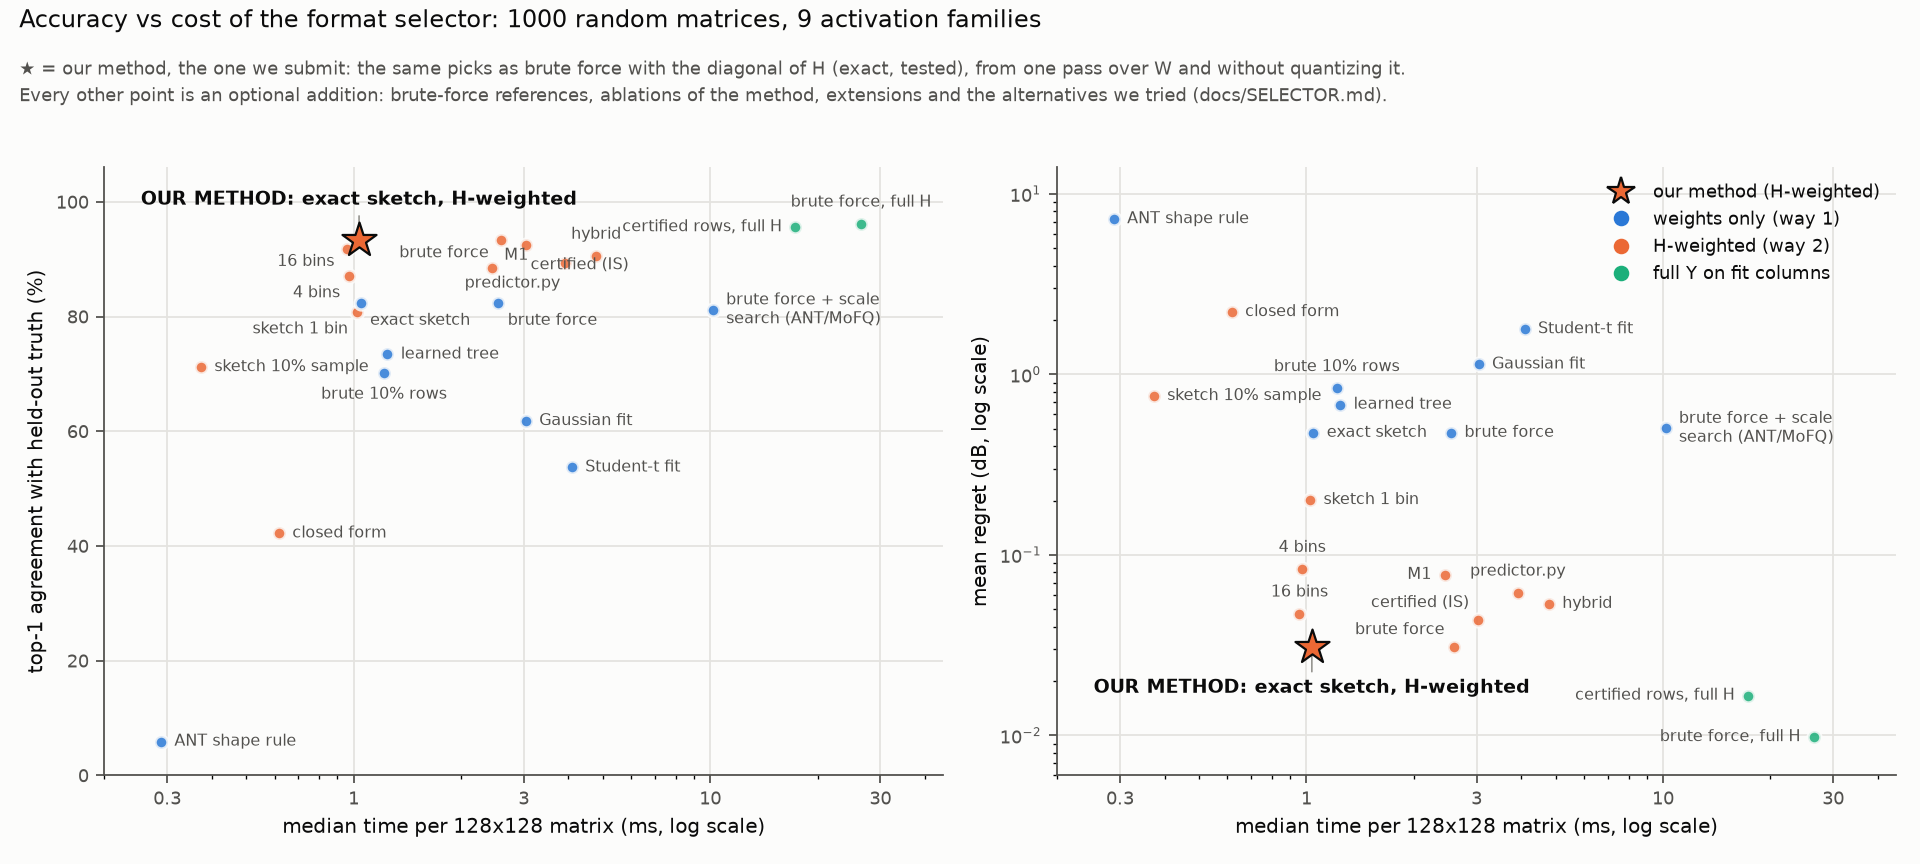 Accuracy vs cost of the format selector: 1000 random matrices, 9 activation families
★ = our method, the one we submit: the same picks as brute force with the diagonal of H (exact, tested), from one pass over W and without quantizing it.
Every other point is an optional addition: brute-force references, ablations of the method, extensions and the alternatives we tried (docs/SELECTOR.md).
top-1 agreement with held-out truth (%)
100
80
60
40
20
0
OUR METHOD: exact sketch, H-weighted
brute force, full H
certified rows, full H
hybrid
brute force
M1
certified (IS)
16 bins
predictor.py
4 bins
brute force + scale
search (ANT/MoFQ)
exact sketch
brute force
sketch 1 bin
learned tree
sketch 10% sample
brute 10% rows
Gaussian fit
Student-t fit
closed form
ANT shape rule
0.3
1
3
10
30
median time per 128x128 matrix (ms, log scale)
mean regret (dB, log scale)
10¹
10⁰
10⁻¹
10⁻²
our method (H-weighted)
weights only (way 1)
H-weighted (way 2)
full Y on fit columns
ANT shape rule
closed form
Student-t fit
Gaussian fit
brute 10% rows
sketch 10% sample
learned tree
brute force + scale
search (ANT/MoFQ)
exact sketch
brute force
sketch 1 bin
4 bins
M1
predictor.py
16 bins
certified (IS)
hybrid
brute force
OUR METHOD: exact sketch, H-weighted
certified rows, full H
brute force, full H
0.3
1
3
10
30
median time per 128x128 matrix (ms, log scale)